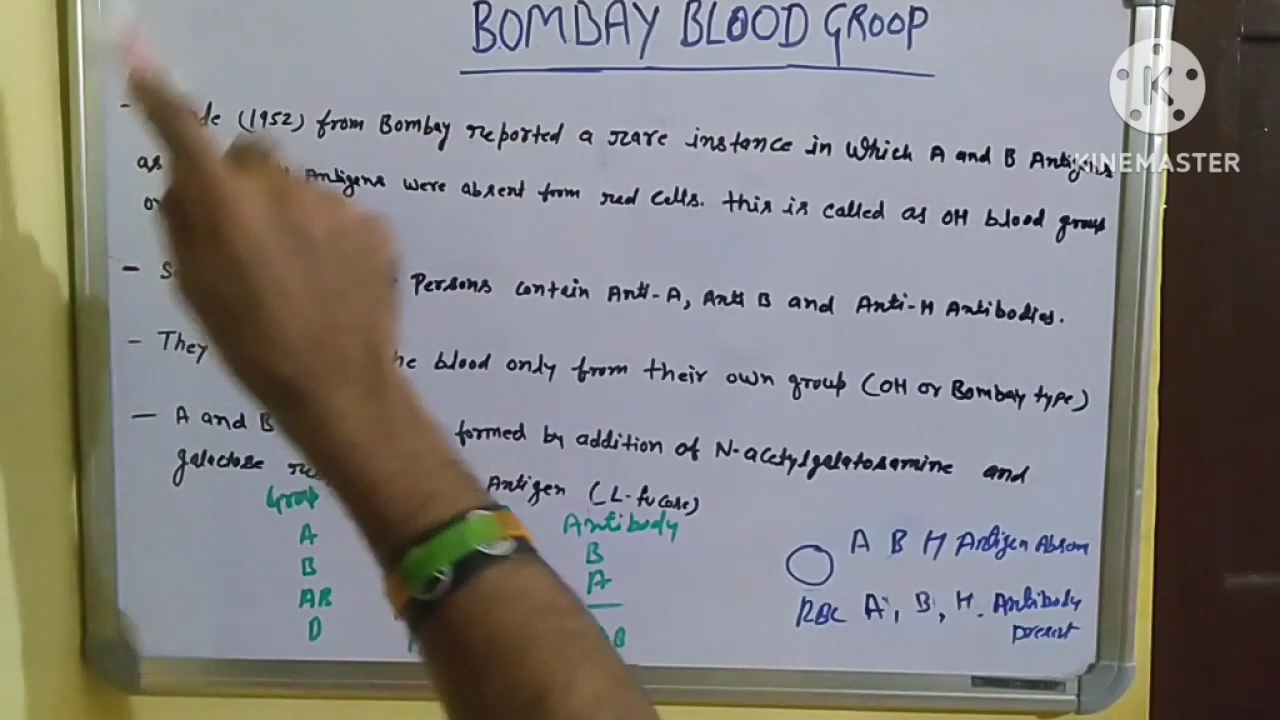 BOMBAY BLOOD GROOP
- (1952) from Bombay reported a rare instance in which A and B Antigens
KINEMASTER
as Antigens were absent from red cells. this is called as OH blood group
- Persons contain Anti-A, Anti B and Anti-H Antibodies.
- They blood only from their own group (OH or Bombay type)
- A and B formed by addition of N-acetylgalatosamine and
galactose Antigen (L-fucose)
Group Antibody
A B
B A
AB —
O B
A B H Antigen Absent
RBC A, B, H. Antibody
present